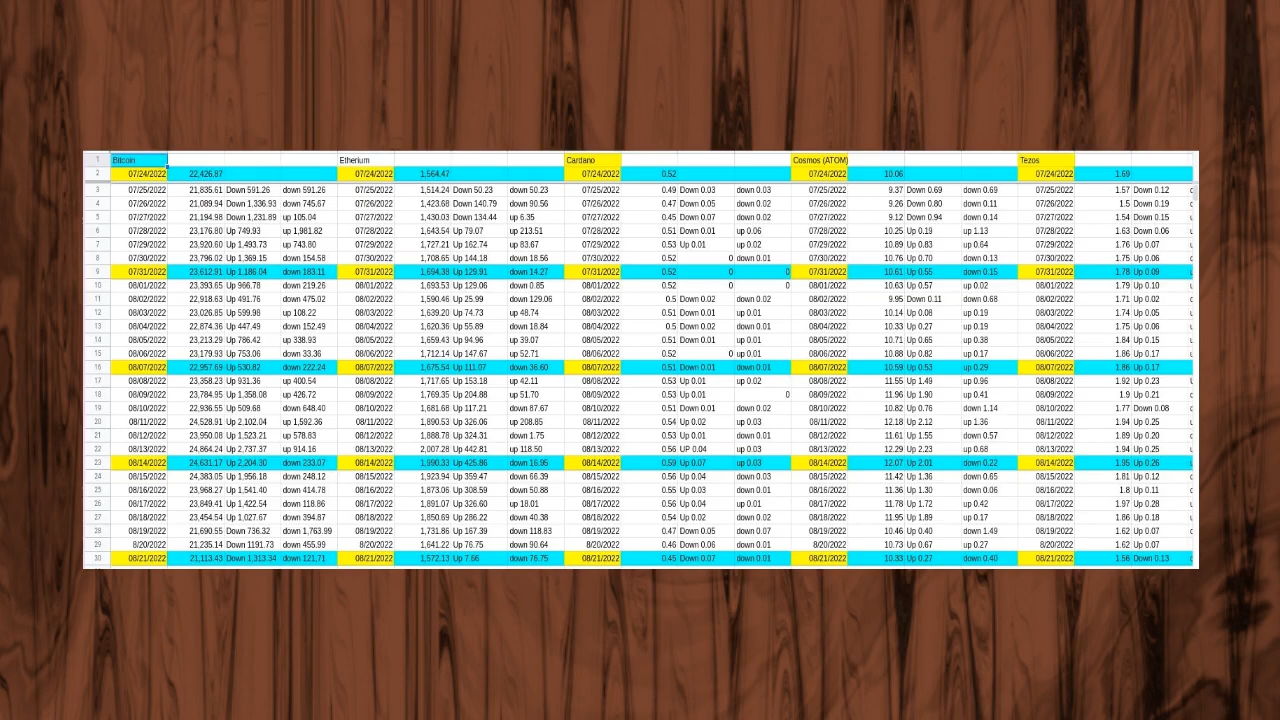 1 Bitcoin Etherium Cardano Cosmos (ATOM) Tezos
2 07/24/2022 22,426.87 07/24/2022 1,564.47 07/24/2022 0.52 07/24/2022 10.06 07/24/2022 1.69
3 07/25/2022 21,835.61 Down 591.26 down 591.26 07/25/2022 1,514.24 Down 50.23 down 50.23 07/25/2022 0.49 Down 0.03 down 0.03 07/25/2022 9.37 Down 0.69 down 0.69 07/25/2022 1.57 Down 0.12
4 07/26/2022 21,089.94 Down 1,336.93 down 745.67 07/26/2022 1,423.68 Down 140.79 down 90.56 07/26/2022 0.47 Down 0.05 down 0.02 07/26/2022 9.26 Down 0.80 down 0.11 07/26/2022 1.5 Down 0.19
5 07/27/2022 21,194.98 Down 1,231.89 up 105.04 07/27/2022 1,430.03 Down 134.44 up 6.35 07/27/2022 0.45 Down 0.07 down 0.02 07/27/2022 9.12 Down 0.94 down 0.14 07/27/2022 1.54 Down 0.15
6 07/28/2022 23,176.80 Up 749.93 up 1,981.82 07/28/2022 1,643.54 Up 79.07 up 213.51 07/28/2022 0.51 Down 0.01 up 0.06 07/28/2022 10.25 Up 0.19 up 1.13 07/28/2022 1.63 Down 0.06
7 07/29/2022 23,920.60 Up 1,493.73 up 743.80 07/29/2022 1,727.21 Up 162.74 up 83.67 07/29/2022 0.53 Up 0.01 up 0.02 07/29/2022 10.89 Up 0.83 up 0.64 07/29/2022 1.76 Up 0.07
8 07/30/2022 23,796.02 Up 1,369.15 down 154.58 07/30/2022 1,708.65 Up 144.18 down 18.56 07/30/2022 0.52 0 down 0.01 07/30/2022 10.76 Up 0.70 down 0.13 07/30/2022 1.75 Up 0.06
9 07/31/2022 23,612.91 Up 1,186.04 down 183.11 07/31/2022 1,694.38 Up 129.91 down 14.27 07/31/2022 0.52 0 0 07/31/2022 10.61 Up 0.55 down 0.15 07/31/2022 1.78 Up 0.09
10 08/01/2022 23,393.65 Up 966.78 down 219.26 08/01/2022 1,693.53 Up 129.06 down 0.85 08/01/2022 0.52 0 0 08/01/2022 10.63 Up 0.57 up 0.02 08/01/2022 1.79 Up 0.10
11 08/02/2022 22,918.63 Up 491.76 down 475.02 08/02/2022 1,590.46 Up 25.99 down 129.06 08/02/2022 0.5 Down 0.02 down 0.02 08/02/2022 9.95 Down 0.11 down 0.68 08/02/2022 1.71 Up 0.02
12 08/03/2022 23,026.85 Up 599.98 up 108.22 08/03/2022 1,639.20 Up 74.73 up 48.74 08/03/2022 0.51 Down 0.01 up 0.01 08/03/2022 10.14 Up 0.08 up 0.19 08/03/2022 1.74 Up 0.05
13 08/04/2022 22,874.36 Up 447.49 down 152.49 08/04/2022 1,620.36 Up 55.89 down 18.84 08/04/2022 0.5 Down 0.02 down 0.01 08/04/2022 10.33 Up 0.27 up 0.19 08/04/2022 1.75 Up 0.06
14 08/05/2022 23,213.29 Up 786.42 up 338.93 08/05/2022 1,659.43 Up 94.96 up 39.07 08/05/2022 0.51 Down 0.01 up 0.01 08/05/2022 10.71 Up 0.65 up 0.38 08/05/2022 1.84 Up 0.15
15 08/06/2022 23,179.93 Up 753.06 down 33.36 08/06/2022 1,712.14 Up 147.67 up 52.71 08/06/2022 0.52 0 up 0.01 08/06/2022 10.88 Up 0.82 up 0.17 08/06/2022 1.86 Up 0.17
16 08/07/2022 22,957.69 Up 530.82 down 222.24 08/07/2022 1,675.54 Up 111.07 down 36.60 08/07/2022 0.51 Down 0.01 down 0.01 08/07/2022 10.59 Up 0.53 down 0.29 08/07/2022 1.86 Up 0.17
17 08/08/2022 23,358.23 Up 931.36 up 400.54 08/08/2022 1,717.65 Up 153.18 up 42.11 08/08/2022 0.53 Up 0.01 up 0.02 08/08/2022 11.55 Up 1.49 up 0.96 08/08/2022 1.92 Up 0.23
18 08/09/2022 23,784.95 Up 1,358.08 up 426.72 08/09/2022 1,769.35 Up 204.88 up 51.70 08/09/2022 0.53 Up 0.01 0 08/09/2022 11.96 Up 1.90 up 0.41 08/09/2022 1.9 Up 0.21
19 08/10/2022 22,936.55 Up 509.68 down 648.40 08/10/2022 1,681.68 Up 117.21 down 87.67 08/10/2022 0.51 Down 0.01 down 0.02 08/10/2022 10.82 Up 0.76 down 1.14 08/10/2022 1.77 Down 0.08
20 08/11/2022 24,528.91 Up 2,102.04 up 1,592.36 08/11/2022 1,890.53 Up 326.06 up 208.85 08/11/2022 0.54 Up 0.02 up 0.03 08/11/2022 12.18 Up 2.12 up 1.36 08/11/2022 1.94 Up 0.25
21 08/12/2022 23,950.08 Up 1,523.21 up 578.83 08/12/2022 1,888.78 Up 324.31 down 1.75 08/12/2022 0.53 Up 0.01 down 0.01 08/12/2022 11.61 Up 1.55 down 0.57 08/12/2022 1.89 Up 0.20
22 08/13/2022 24,864.24 Up 2,737.37 up 914.16 08/13/2022 2,007.28 Up 442.81 up 118.50 08/13/2022 0.56 UP 0.04 up 0.03 08/13/2022 12.29 Up 2.23 up 0.68 08/13/2022 1.94 Up 0.25
23 08/14/2022 24,631.17 Up 2,204.30 down 233.07 08/14/2022 1,990.33 Up 425.86 down 16.95 08/14/2022 0.59 Up 0.07 up 0.03 08/14/2022 12.07 Up 2.01 down 0.22 08/14/2022 1.95 Up 0.26
24 08/15/2022 24,383.05 Up 1,956.18 down 248.12 08/15/2022 1,923.94 Up 359.47 down 66.39 08/15/2022 0.56 Up 0.04 down 0.03 08/15/2022 11.42 Up 1.36 down 0.65 08/15/2022 1.81 Up 0.12
25 08/16/2022 23,968.27 Up 1,541.40 down 414.78 08/16/2022 1,873.06 Up 308.59 down 50.88 08/16/2022 0.55 Up 0.03 down 0.01 08/16/2022 11.36 Up 1.30 down 0.06 08/16/2022 1.8 Up 0.11
26 08/17/2022 23,849.41 Up 1,422.54 down 118.86 08/17/2022 1,891.07 Up 326.60 up 18.01 08/17/2022 0.56 Up 0.04 up 0.01 08/17/2022 11.78 Up 1.72 up 0.42 08/17/2022 1.97 Up 0.28
27 08/18/2022 23,454.54 Up 1,027.67 down 394.87 08/18/2022 1,850.69 Up 286.22 down 40.38 08/18/2022 0.54 Up 0.02 down 0.02 08/18/2022 11.95 Up 1.89 up 0.17 08/18/2022 1.86 Up 0.18
28 08/19/2022 21,690.55 Down 736.32 down 1,763.99 08/19/2022 1,731.86 Up 167.39 down 118.83 08/19/2022 0.47 Down 0.05 down 0.07 08/19/2022 10.46 Up 0.40 down 1.49 08/19/2022 1.62 Up 0.07
29 8/20/2022 21,235.14 Down 1191.73 down 455.99 8/20/2022 1,641.22 Up 76.75 down 90.64 8/20/2022 0.46 Down 0.06 down 0.01 8/20/2022 10.73 Up 0.67 up 0.27 8/20/2022 1.62 Up 0.07
30 08/21/2022 21,113.43 Down 1,313.34 down 121,71 08/21/2022 1,572.13 Up 7.66 down 76.75 08/21/2022 0.45 Down 0.07 down 0.01 08/21/2022 10.33 Up 0.27 down 0.40 08/21/2022 1.56 Down 0.13